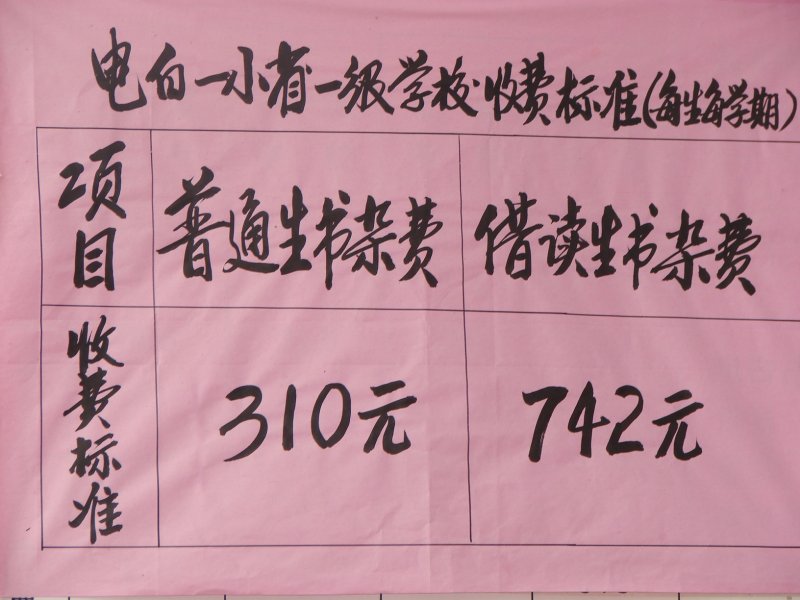 电白一小省一级学校收费标准(每生每学期)
项目 普通生书杂费 借读生书杂费
收费标准 310元 742元